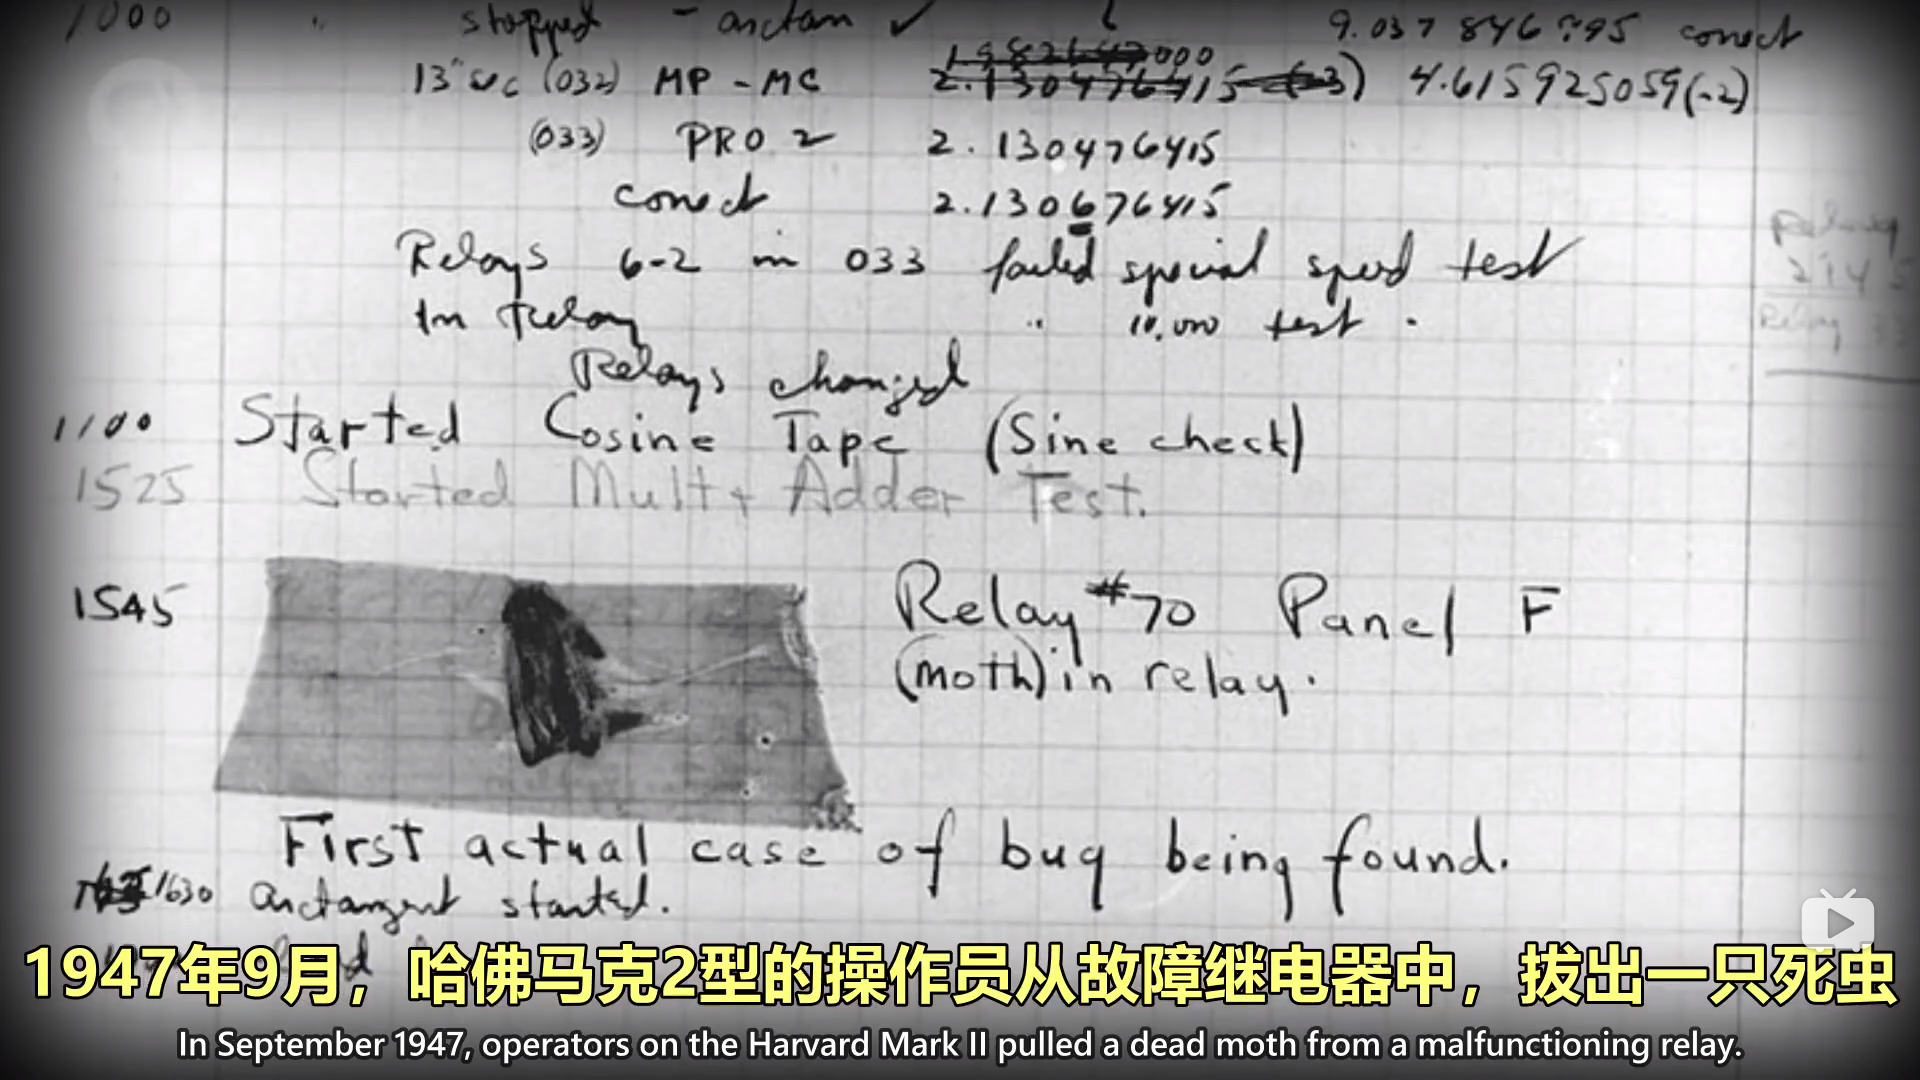 1000 stopped - arctan ✓ 9.037 846 795 correct
13" sec (032) MP - MC 1.982647000 2.130476415 (-3) 4.615925059(-2)
(033) PRO 2 2.130476415
correct 2.130676415
Relays 6-2 in 033 failed special speed test
In Relay " 10,000 test.
Relay
214
Relay 33
Relays changed
1100 Started Cosine Tape (Sine check)
1525 Started Mult + Adder Test.
1545 Relay #70 Panel F
(moth) in relay.
First actual case of bug being found.
1630 arctangent started.
1947年9月，哈佛马克2型的操作员从故障继电器中，拔出一只死虫
In September 1947, operators on the Harvard Mark II pulled a dead moth from a malfunctioning relay.